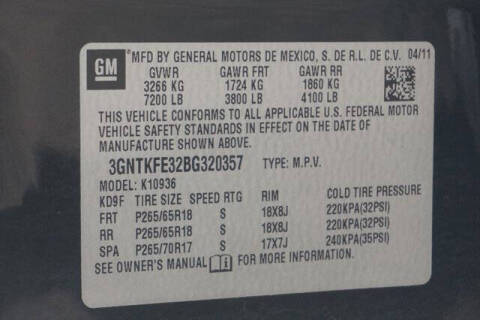 GM
MFD BY GENERAL MOTORS DE MEXICO, S. DE R.L. DE C.V. 04/11
GVWR GAWR FRT GAWR RR
3266 KG 1724 KG 1860 KG
7200 LB 3800 LB 4100 LB
THIS VEHICLE CONFORMS TO ALL APPLICABLE U.S. FEDERAL MOTOR
VEHICLE SAFETY STANDARDS IN EFFECT ON THE DATE OF
MANUFACTURE SHOWN ABOVE.
3GNTKFE32BG320357 TYPE: M.P.V.
MODEL: K10936
KD9F TIRE SIZE SPEED RTG RIM COLD TIRE PRESSURE
FRT P265/65R18 S 18X8J 220KPA(32PSI)
RR P265/65R18 S 18X8J 220KPA(32PSI)
SPA P265/70R17 S 17X7J 240KPA(35PSI)
SEE OWNER'S MANUAL FOR MORE INFORMATION.